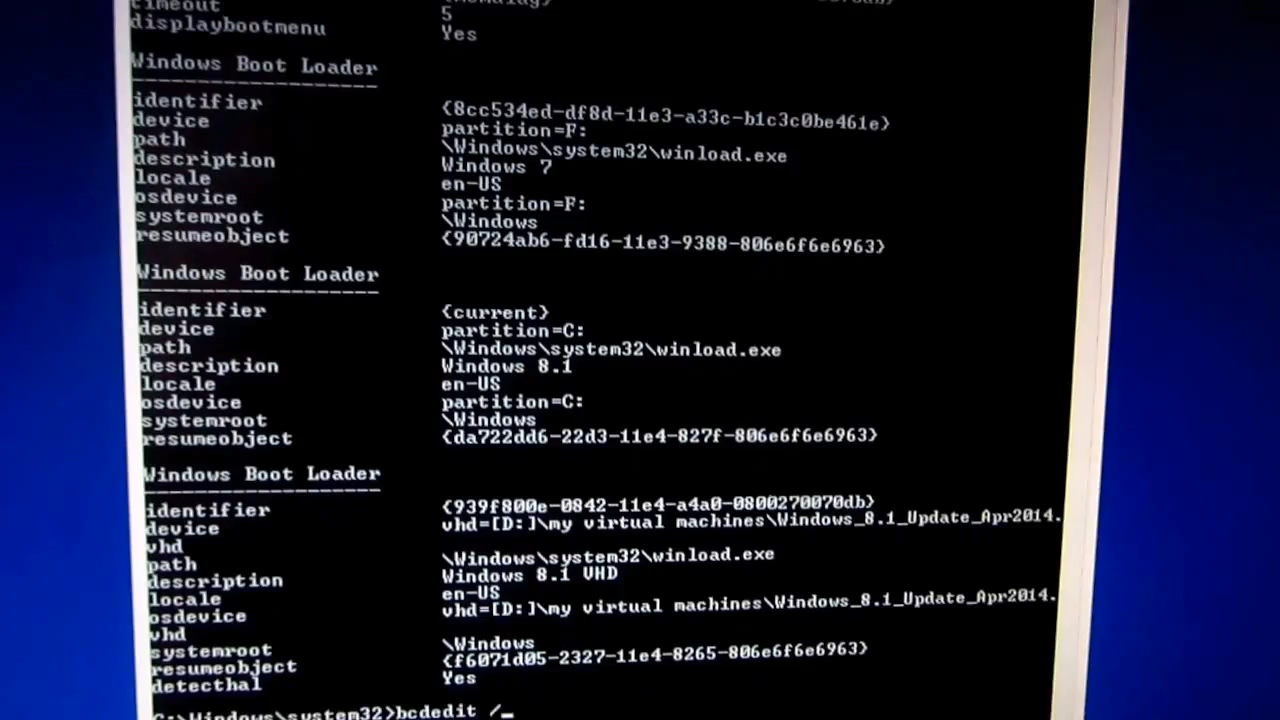 timeout 5
displaybootmenu Yes
Windows Boot Loader
-------------------
identifier {8cc534ed-df8d-11e3-a33c-b1c3c0be461e}
device partition=F:
path \Windows\system32\winload.exe
description Windows 7
locale en-US
osdevice partition=F:
systemroot \Windows
resumeobject {90724ab6-fd16-11e3-9388-806e6f6e6963}
Windows Boot Loader
-------------------
identifier {current}
device partition=C:
path \Windows\system32\winload.exe
description Windows 8.1
locale en-US
osdevice partition=C:
systemroot \Windows
resumeobject {da722dd6-22d3-11e4-827f-806e6f6e6963}
Windows Boot Loader
-------------------
identifier {939f800e-0842-11e4-a4a0-0800270070db}
device vhd=[D:]\my virtual machines\Windows_8.1_Update_Apr2014.
vhd
path \Windows\system32\winload.exe
description Windows 8.1 VHD
locale en-US
osdevice vhd=[D:]\my virtual machines\Windows_8.1_Update_Apr2014.
vhd
systemroot \Windows
resumeobject {f6071d05-2327-11e4-8265-806e6f6e6963}
detecthal Yes
C:\Windows\system32>bcdedit /_